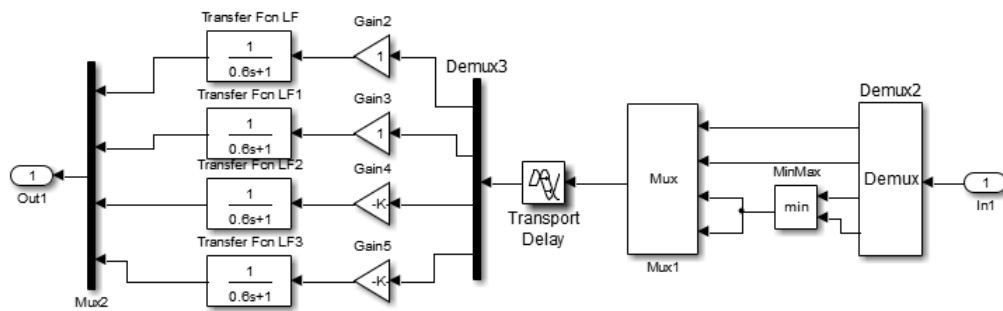 Transfer Fcn LF
1
0.6s+1
Gain2
1
Transfer Fcn LF1
1
0.6s+1
Gain3
1
Transfer Fcn LF2
1
0.6s+1
Gain4
-K-
Transfer Fcn LF3
1
0.6s+1
Gain5
-K-
1
Out1
Mux2
Demux3
Transport
Delay
Mux
Mux1
MinMax
min
Demux2
Demux
1
In1